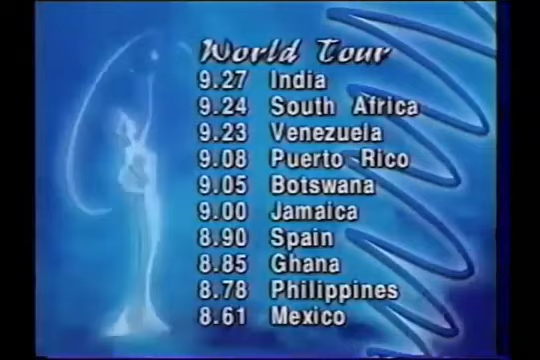 World Tour
9.27 India
9.24 South Africa
9.23 Venezuela
9.08 Puerto Rico
9.05 Botswana
9.00 Jamaica
8.90 Spain
8.85 Ghana
8.78 Philippines
8.61 Mexico